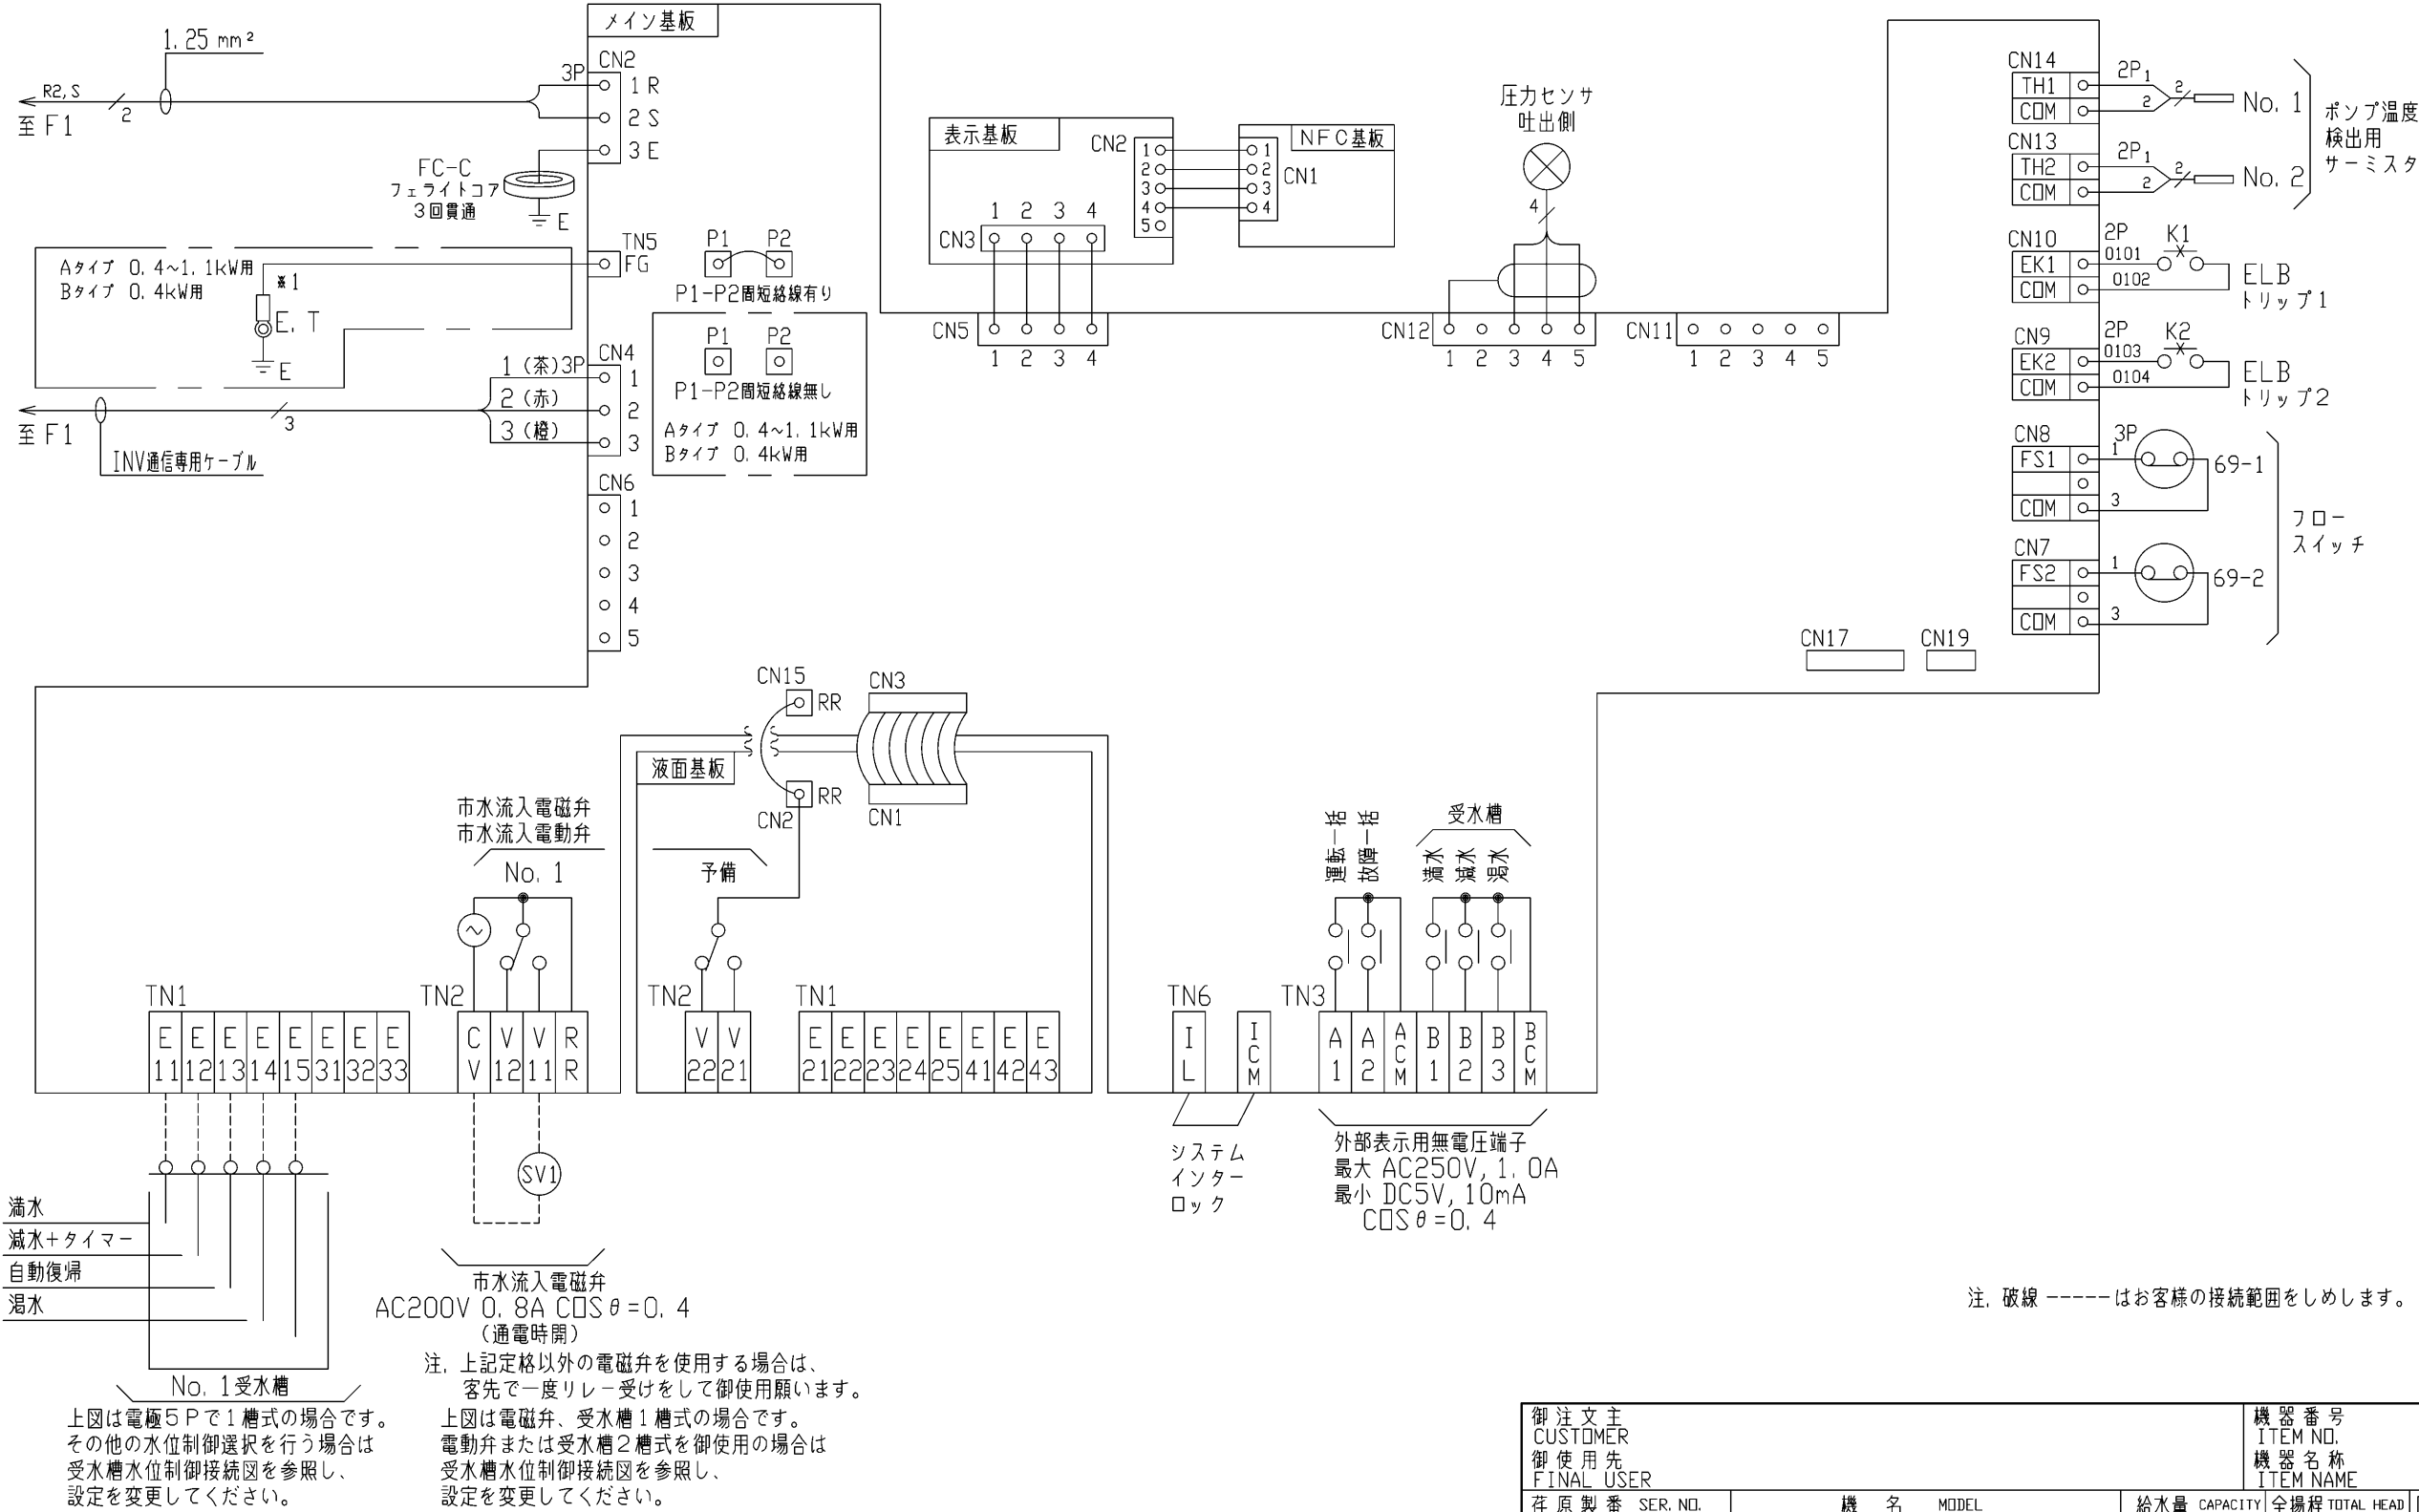 メイン基板
1.25 mm²
R2, S
2
至 F1
CN2
3P
1 R
2 S
3 E
FC-C
フェライトコア
3回貫通
E
TN5
FG
Aタイプ 0.4~1.1kW用
Bタイプ 0.4kW用
※1
E.T
E
P1 P2
P1-P2間短絡線有り
P1 P2
P1-P2間短絡線無し
Aタイプ 0.4~1.1kW用
Bタイプ 0.4kW用
CN4
1 (茶) 3P
2 (赤)
3 (橙)
1
2
3
3
至 F1
INV通信専用ケーブル
CN6
1
2
3
4
5
表示基板
CN2
1
2
3
4
5
NFC基板
1
2
3
4
CN1
CN3
1 2 3 4
CN5
1 2 3 4
圧力センサ
吐出側
4
CN12
1 2 3 4 5
CN11
1 2 3 4 5
CN14
TH1
COM
2P 1
2
2
No. 1
CN13
TH2
COM
2P 1
2
2
No. 2
ポンプ温度
検出用
サーミスタ
CN10
EK1
COM
2P
0101
0102
K1
ELB
トリップ1
CN9
EK2
COM
2P
0103
0104
K2
ELB
トリップ2
CN8
FS1
COM
3P
1
3
69-1
CN7
FS2
COM
1
3
69-2
フロー
スイッチ
CN17
CN19
CN15
RR
CN3
液面基板
CN2
RR
CN1
市水流入電磁弁
市水流入電動弁
No. 1
予備
運転一括
故障一括
受水槽
満水
減水
渇水
TN1
E11 E12 E13 E14 E15 E31 E32 E33
TN2
CV V12 V11 RR
TN2
V22 V21
TN1
E21 E22 E23 E24 E25 E41 E42 E43
TN6
IL ICM
TN3
A1 A2 ACM B1 B2 B3 BCM
SV1
システム
インター
ロック
外部表示用無電圧端子
最大 AC250V, 1.0A
最小 DC5V, 10mA
COSθ=0.4
満水
減水+タイマー
自動復帰
渇水
No. 1受水槽
上図は電極5Pで1槽式の場合です。
その他の水位制御選択を行う場合は
受水槽水位制御接続図を参照し、
設定を変更してください。
市水流入電磁弁
AC200V 0.8A COSθ=0.4
(通電時開)
注. 上記定格以外の電磁弁を使用する場合は、
客先で一度リレー受けをして御使用願います。
上図は電磁弁、受水槽1槽式の場合です。
電動弁または受水槽2槽式を御使用の場合は
受水槽水位制御接続図を参照し、
設定を変更してください。
注. 破線 ----- はお客様の接続範囲をしめします。
御注文主
CUSTOMER
御使用先
FINAL USER
機器番号
ITEM NO.
機器名称
ITEM NAME
荏原製番 SER. NO.
機 名 MODEL
給水量 CAPACITY
全揚程 TOTAL HEAD